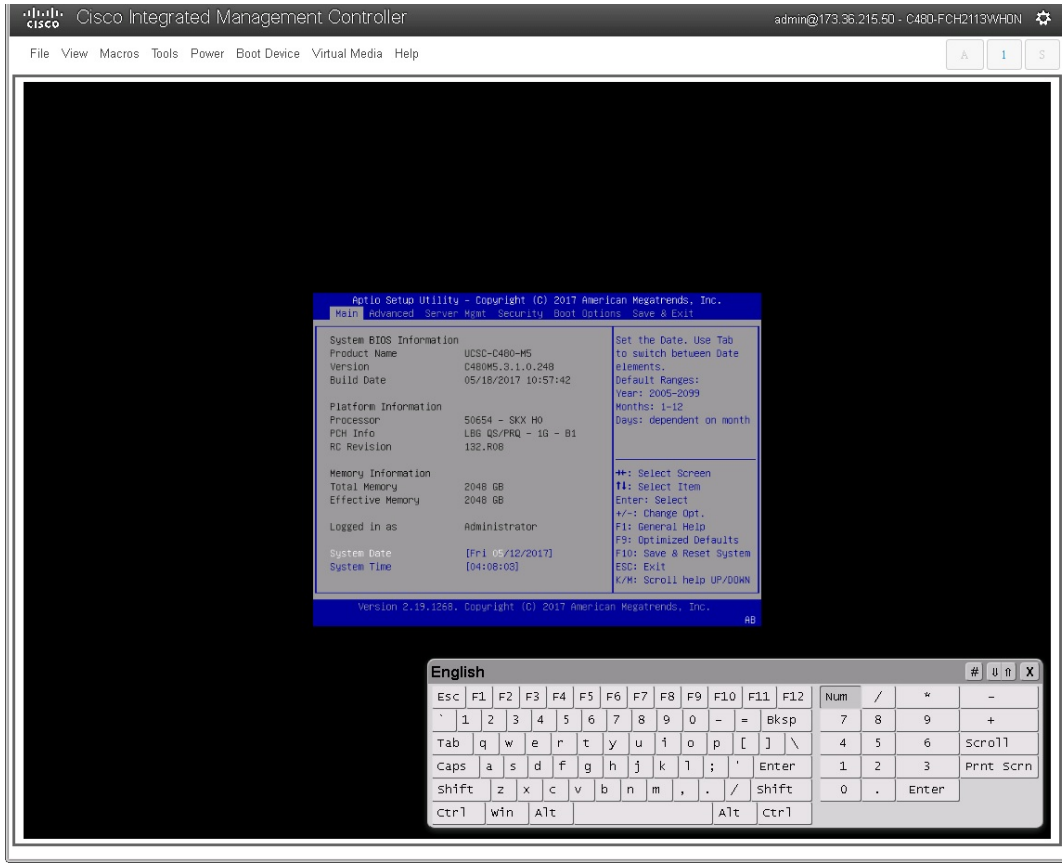 cisco Cisco Integrated Management Controller admin@173.36.215.50 - C480-FCH2113WH0N
File View Macros Tools Power Boot Device Virtual Media Help A 1 S
Aptio Setup Utility - Copyright (C) 2017 American Megatrends, Inc.
Main Advanced Server Mgmt Security Boot Options Save & Exit
System BIOS Information
Product Name UCSC-C480-M5
Version C480M5.3.1.0.248
Build Date 05/18/2017 10:57:42
Platform Information
Processor 50654 - SKX H0
PCH Info LBG QS/PRQ - 1G - B1
RC Revision 132.R08
Memory Information
Total Memory 2048 GB
Effective Memory 2048 GB
Logged in as Administrator
System Date [Fri 05/12/2017]
System Time [04:08:03]
Set the Date. Use Tab
to switch between Date
elements.
Default Ranges:
Year: 2005-2099
Months: 1-12
Days: dependent on month
→←: Select Screen
↑↓: Select Item
Enter: Select
+/-: Change Opt.
F1: General Help
F9: Optimized Defaults
F10: Save & Reset System
ESC: Exit
K/M: Scroll help UP/DOWN
Version 2.19.1268. Copyright (C) 2017 American Megatrends, Inc.
AB
English # ⇓ ⇑ X
Esc F1 F2 F3 F4 F5 F6 F7 F8 F9 F10 F11 F12 Num / * -
` 1 2 3 4 5 6 7 8 9 0 - = Bksp 7 8 9 +
Tab q w e r t y u i o p [ ] \ 4 5 6 Scroll
Caps a s d f g h j k l ; ' Enter 1 2 3 Prnt Scrn
Shift z x c v b n m , . / Shift 0 . Enter
Ctrl Win Alt Alt Ctrl